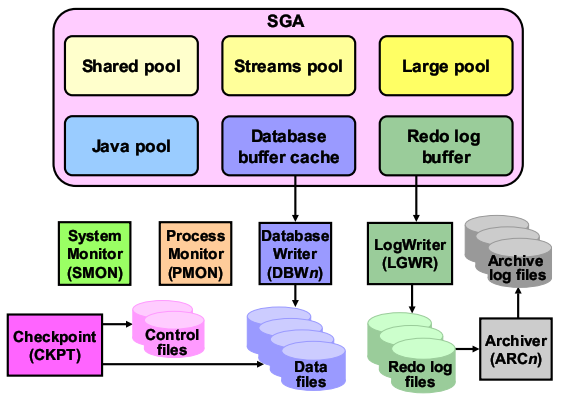 SGA
Shared pool
Streams pool
Large pool
Java pool
Database
buffer cache
Redo log
buffer
System
Monitor
(SMON)
Process
Monitor
(PMON)
Database
Writer
(DBWn)
LogWriter
(LGWR)
Archive
log files
Checkpoint
(CKPT)
Control
files
Data
files
Redo log
files
Archiver
(ARCn)